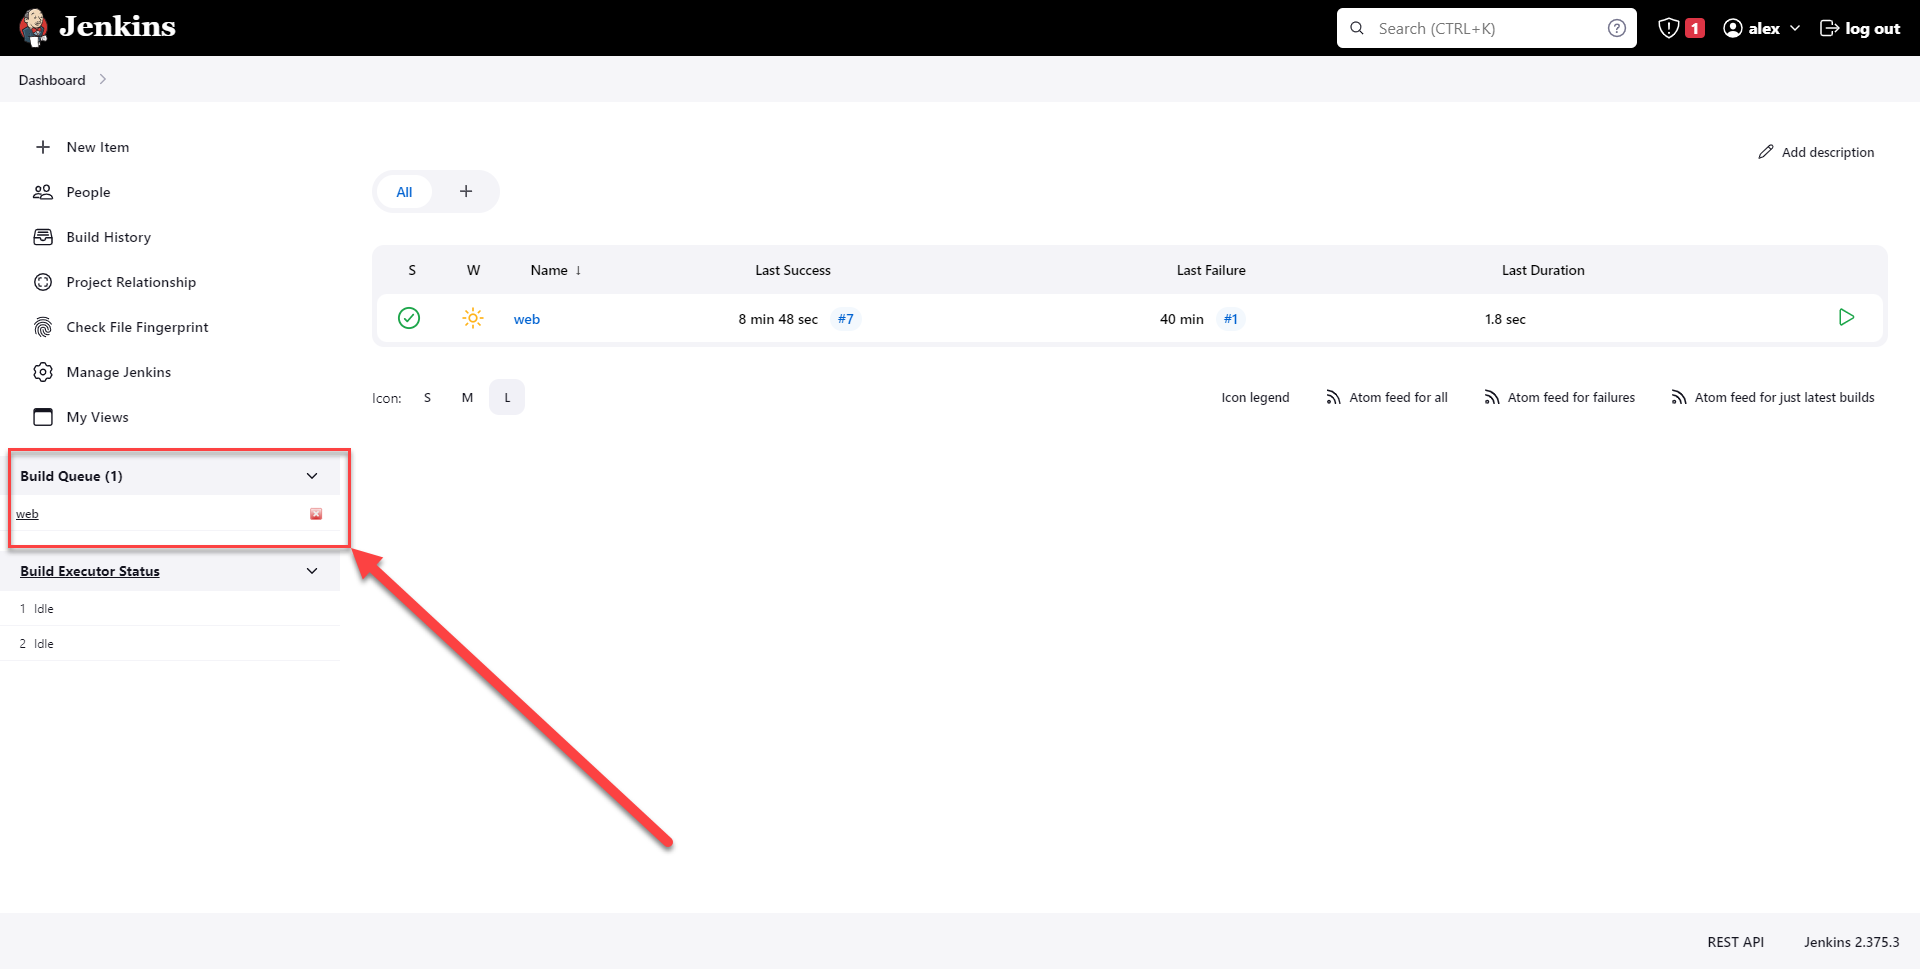 Jenkins
Search (CTRL+K)
1
alex
log out
Dashboard
New Item
People
Build History
Project Relationship
Check File Fingerprint
Manage Jenkins
My Views
Build Queue (1)
web
Build Executor Status
1 Idle
2 Idle
Add description
All +
S W Name ↓ Last Success Last Failure Last Duration
web 8 min 48 sec #7 40 min #1 1.8 sec
Icon: S M L
Icon legend Atom feed for all Atom feed for failures Atom feed for just latest builds
REST API Jenkins 2.375.3